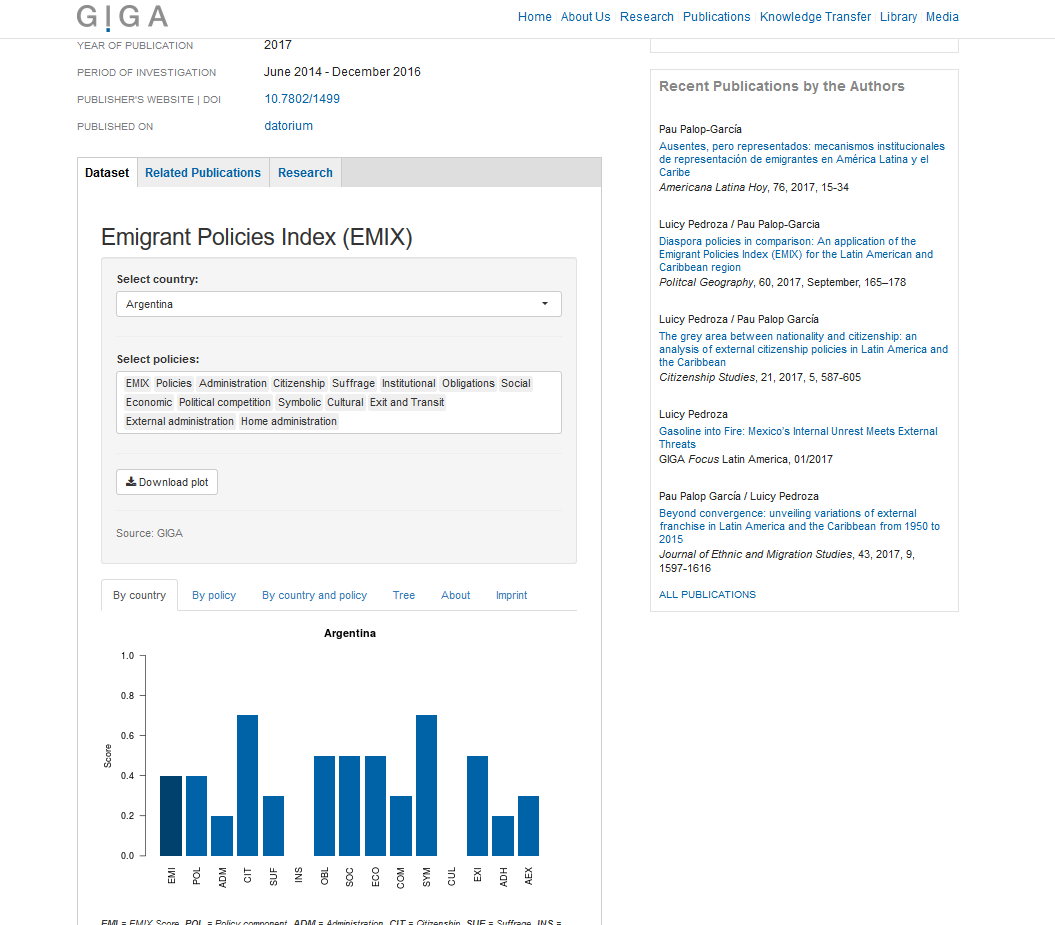 GIGA
Home About Us Research Publications Knowledge Transfer Library Media
YEAR OF PUBLICATION 2017
PERIOD OF INVESTIGATION June 2014 - December 2016
PUBLISHER'S WEBSITE | DOI 10.7802/1499
PUBLISHED ON datorium
Dataset Related Publications Research
Emigrant Policies Index (EMIX)
Select country:
Argentina
Select policies:
EMIX Policies Administration Citizenship Suffrage Institutional Obligations Social
Economic Political competition Symbolic Cultural Exit and Transit
External administration Home administration
Download plot
Source: GIGA
By country By policy By country and policy Tree About Imprint
Argentina
1.0
0.8
0.6
0.4
0.2
0.0
Score
EMI POL ADM CIT SUF INS OBL SOC ECO COM SYM CUL EXI ADH AEX
EMI = EMIX Score, POL = Policy component, ADM = Administration, CIT = Citizenship, SUF = Suffrage, INS =
Recent Publications by the Authors
Pau Palop-García
Ausentes, pero representados: mecanismos institucionales
de representación de emigrantes en América Latina y el
Caribe
Americana Latina Hoy, 76, 2017, 15-34
Luicy Pedroza / Pau Palop-Garcia
Diaspora policies in comparison: An application of the
Emigrant Policies Index (EMIX) for the Latin American and
Caribbean region
Politcal Geography, 60, 2017, September, 165–178
Luicy Pedroza / Pau Palop García
The grey area between nationality and citizenship: an
analysis of external citizenship policies in Latin America and
the Caribbean
Citizenship Studies, 21, 2017, 5, 587-605
Luicy Pedroza
Gasoline into Fire: Mexico's Internal Unrest Meets External
Threats
GIGA Focus Latin America, 01/2017
Pau Palop García / Luicy Pedroza
Beyond convergence: unveiling variations of external
franchise in Latin America and the Caribbean from 1950 to
2015
Journal of Ethnic and Migration Studies, 43, 2017, 9,
1597-1616
ALL PUBLICATIONS